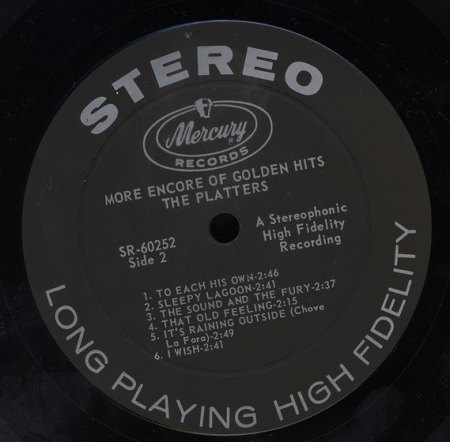 STEREO
Mercury
RECORDS
MORE ENCORE OF GOLDEN HITS
THE PLATTERS
SR-60252
Side 2
A Stereophonic
High Fidelity
Recording
1. TO EACH HIS OWN-2:46
2. SLEEPY LAGOON-2:41
3. THE SOUND AND THE FURY-2:37
4. THAT OLD FEELING-2:15
5. IT'S RAINING OUTSIDE (Chove
La Fora)-2:49
6. I WISH-2:41
LONG PLAYING HIGH FIDELITY